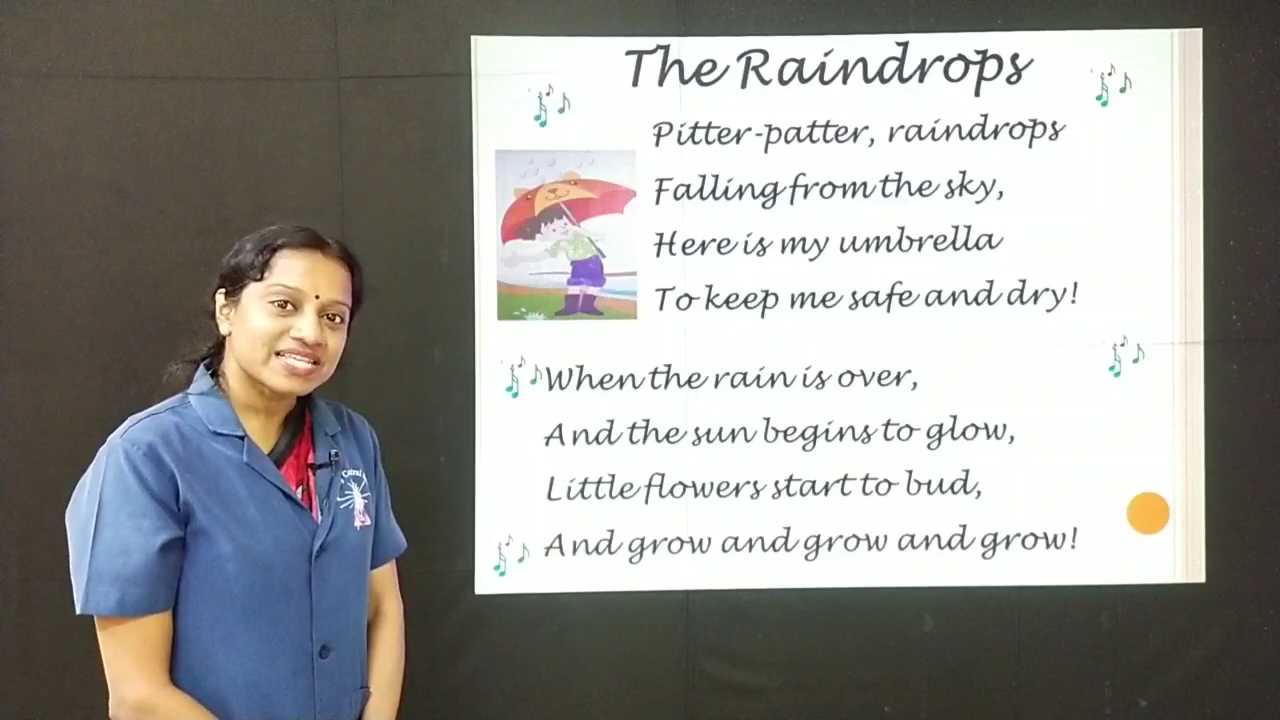 The Raindrops
Pitter-patter, raindrops
Falling from the sky,
Here is my umbrella
To keep me safe and dry!
When the rain is over,
And the sun begins to glow,
Little flowers start to bud,
And grow and grow and grow!